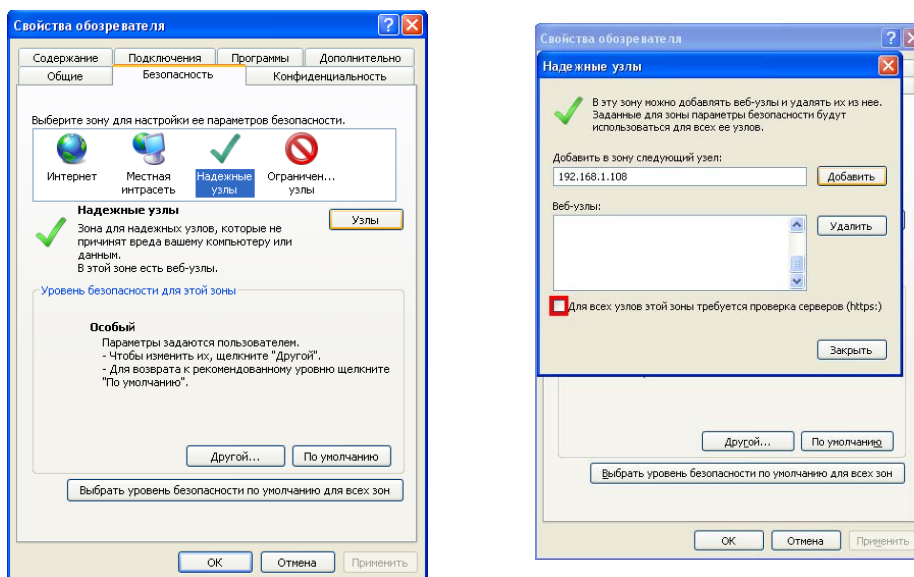 Свойства обозревателя
Содержание Подключения Программы Дополнительно
Общие Безопасность Конфиденциальность
Выберите зону для настройки ее параметров безопасности.
Интернет Местная интрасеть Надежные узлы Ограничен... узлы
Надежные узлы
Узлы
Зона для надежных узлов, которые не
причинят вреда вашему компьютеру или
данным.
В этой зоне есть веб-узлы.
Уровень безопасности для этой зоны
Особый
Параметры задаются пользователем.
- Чтобы изменить их, щелкните "Другой".
- Для возврата к рекомендованному уровню щелкните
"По умолчанию".
Другой... По умолчанию
Выбрать уровень безопасности по умолчанию для всех зон
ОК Отмена Применить
Свойства обозревателя
Надежные узлы
В эту зону можно добавлять веб-узлы и удалять их из нее.
Заданные для зоны параметры безопасности будут
использоваться для всех ее узлов.
Добавить в зону следующий узел:
192.168.1.108 Добавить
Веб-узлы:
Удалить
Для всех узлов этой зоны требуется проверка серверов (https:)
Закрыть
Другой... По умолчанию
Выбрать уровень безопасности по умолчанию для всех зон
ОК Отмена Применить